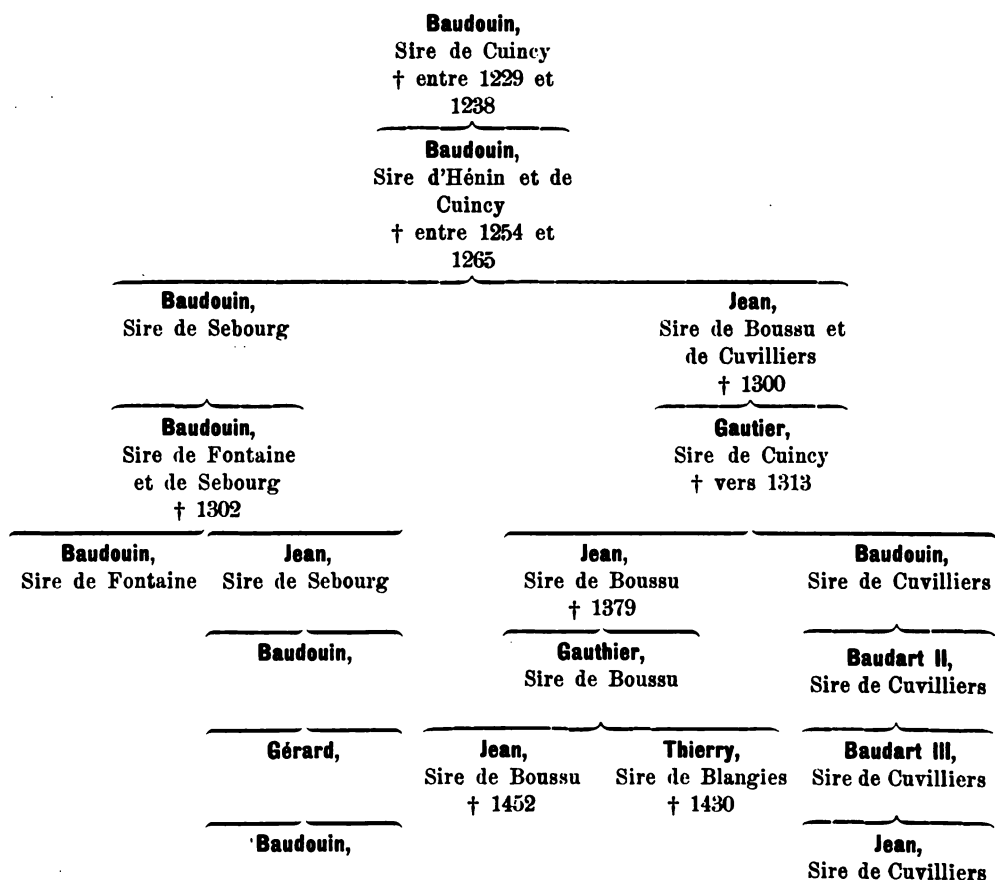 Baudouin,
Sire de Cuincy
† entre 1229 et
1238
Baudouin,
Sire d'Hénin et de
Cuincy
† entre 1254 et
1265
Baudouin,
Sire de Sebourg
Jean,
Sire de Boussu et
de Cuvilliers
† 1300
Baudouin,
Sire de Fontaine
et de Sebourg
† 1302
Gautier,
Sire de Cuincy
† vers 1313
Baudouin,
Sire de Fontaine
Jean,
Sire de Sebourg
Jean,
Sire de Boussu
† 1379
Baudouin,
Sire de Cuvilliers
Baudouin,
Gauthier,
Sire de Boussu
Baudart II,
Sire de Cuvilliers
Gérard,
Jean,
Sire de Boussu
† 1452
Thierry,
Sire de Blangies
† 1430
Baudart III,
Sire de Cuvilliers
Baudouin,
Jean,
Sire de Cuvilliers